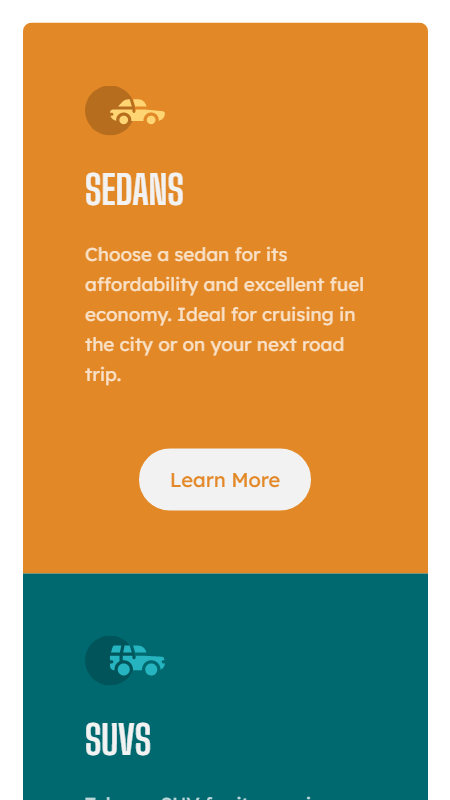 SEDANS
Choose a sedan for its
affordability and excellent fuel
economy. Ideal for cruising in
the city or on your next road
trip.
Learn More
SUVS